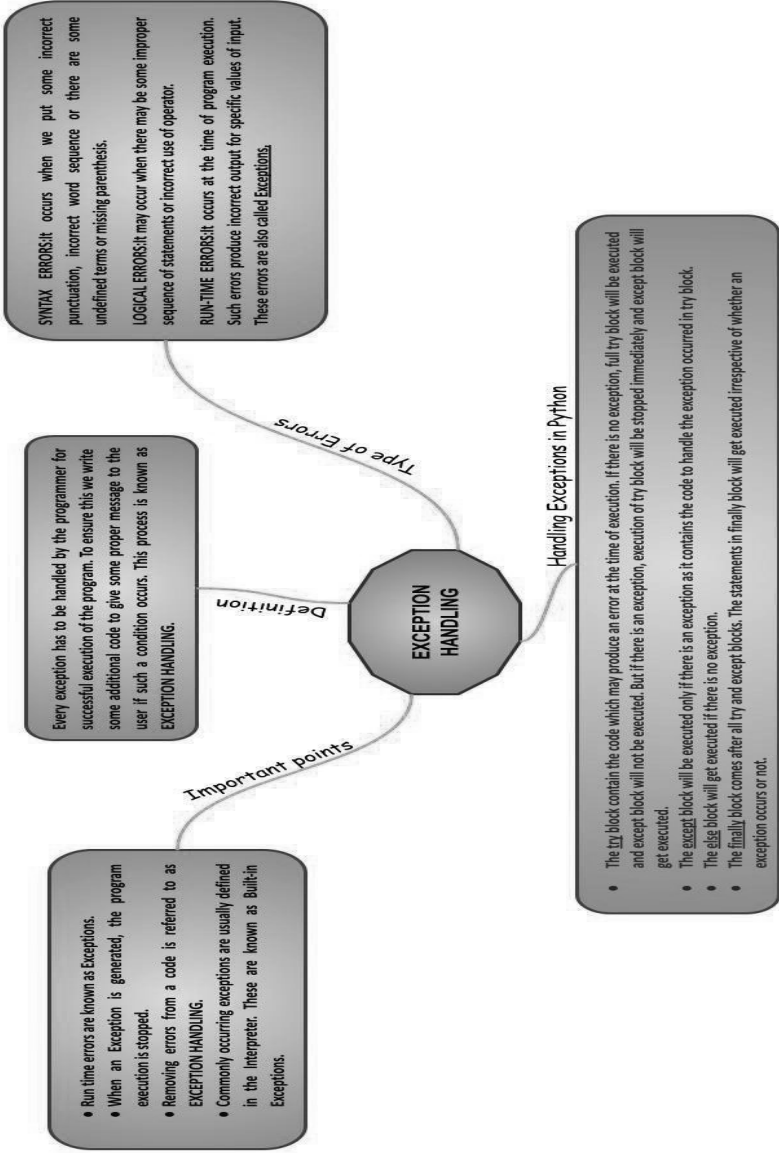 • Run time errors are known as Exceptions.
• When an Exception is generated, the program
execution is stopped.
• Removing errors from a code is referred to as
EXCEPTION HANDLING.
• Commonly occurring exceptions are usually defined
in the Interpreter. These are known as Built-in
Exceptions.
Important points
Every exception has to be handled by the programmer for
successful execution of the program. To ensure this we write
some additional code to give some proper message to the
user if such a condition occurs. This process is known as
EXCEPTION HANDLING.
Definition
SYNTAX ERRORS:It occurs when we put some incorrect
punctuation, incorrect word sequence or there are some
undefined terms or missing parenthesis.
LOGICAL ERRORS:It may occur when there may be some improper
sequence of statements or incorrect use of operator.
RUN-TIME ERRORS:It occurs at the time of program execution.
Such errors produce incorrect output for specific values of input.
These errors are also called Exceptions.
Type of Errors
EXCEPTION
HANDLING
Handling Exceptions in Python
• The try block contain the code which may produce an error at the time of execution. If there is no exception, full try block will be executed
and except block will not be executed. But if there is an exception, execution of try block will be stopped immediately and except block will
get executed.
• The except block will be executed only if there is an exception as it contains the code to handle the exception occurred in try block.
• The else block will get executed if there is no exception.
• The finally block comes after all try and except blocks. The statements in finally block will get executed irrespective of whether an
exception occurs or not.